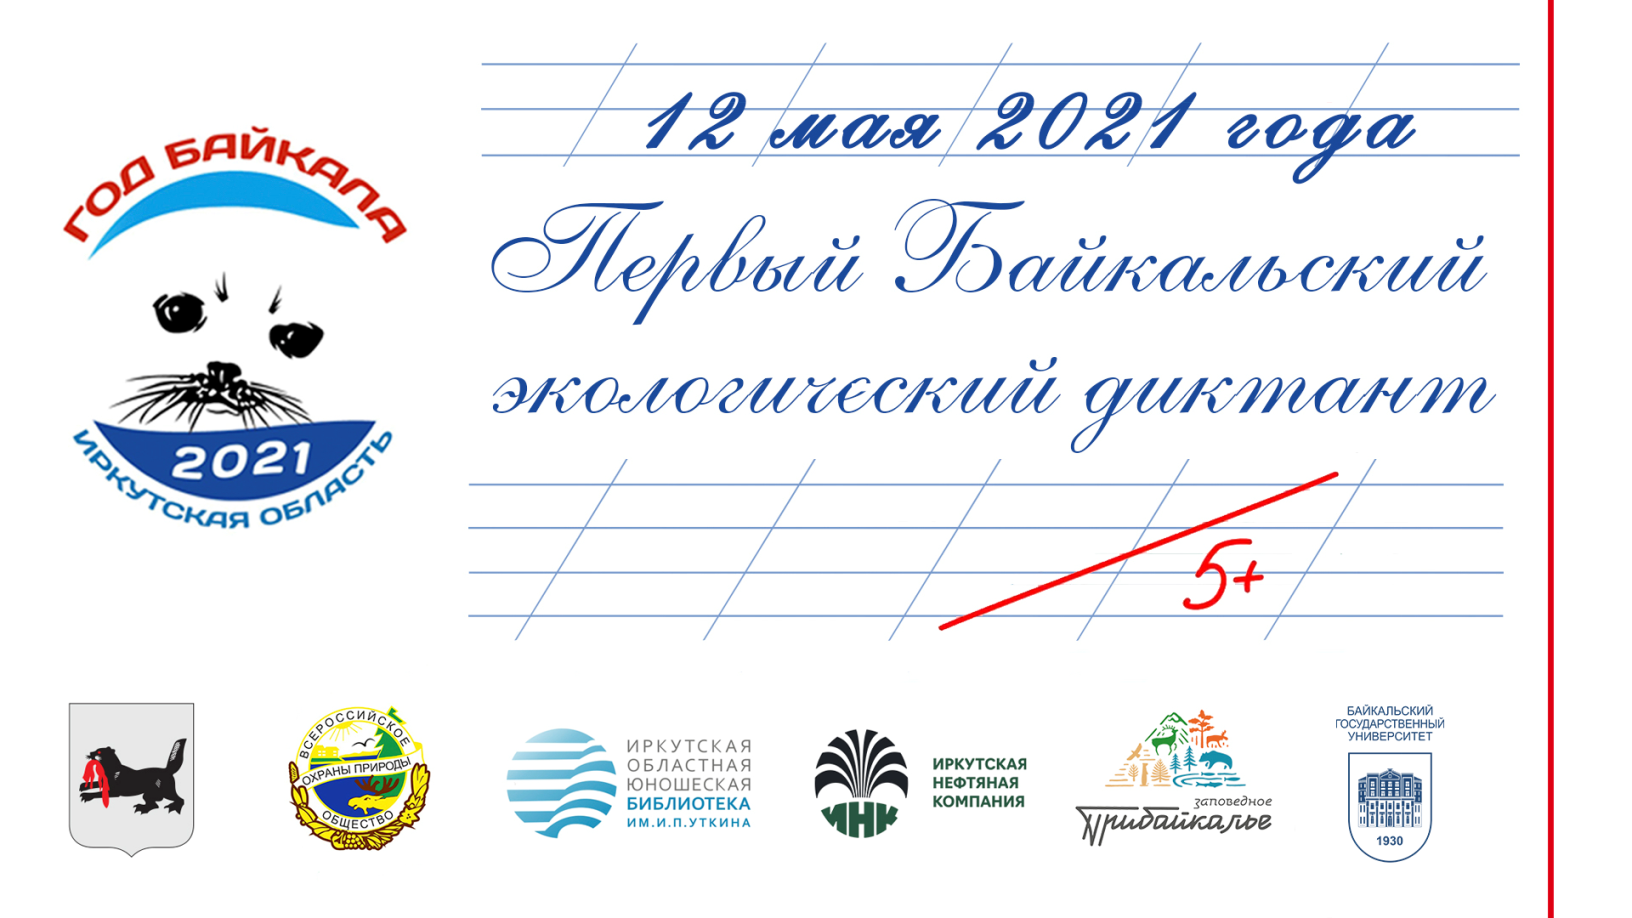 ГОД БАЙКАЛА
2021
ИРКУТСКАЯ ОБЛАСТЬ
12 мая 2021 года
Первый Байкальский
экологический диктант
5+
ВСЕРОССИЙСКОЕ
ОХРАНЫ ПРИРОДЫ
ОБЩЕСТВО
ИРКУТСКАЯ
ОБЛАСТНАЯ
ЮНОШЕСКАЯ
БИБЛИОТЕКА
ИМ.И.П.УТКИНА
ИНК
ИРКУТСКАЯ
НЕФТЯНАЯ
КОМПАНИЯ
заповедное
Прибайкалье
БАЙКАЛЬСКИЙ
ГОСУДАРСТВЕННЫЙ
УНИВЕРСИТЕТ
1930